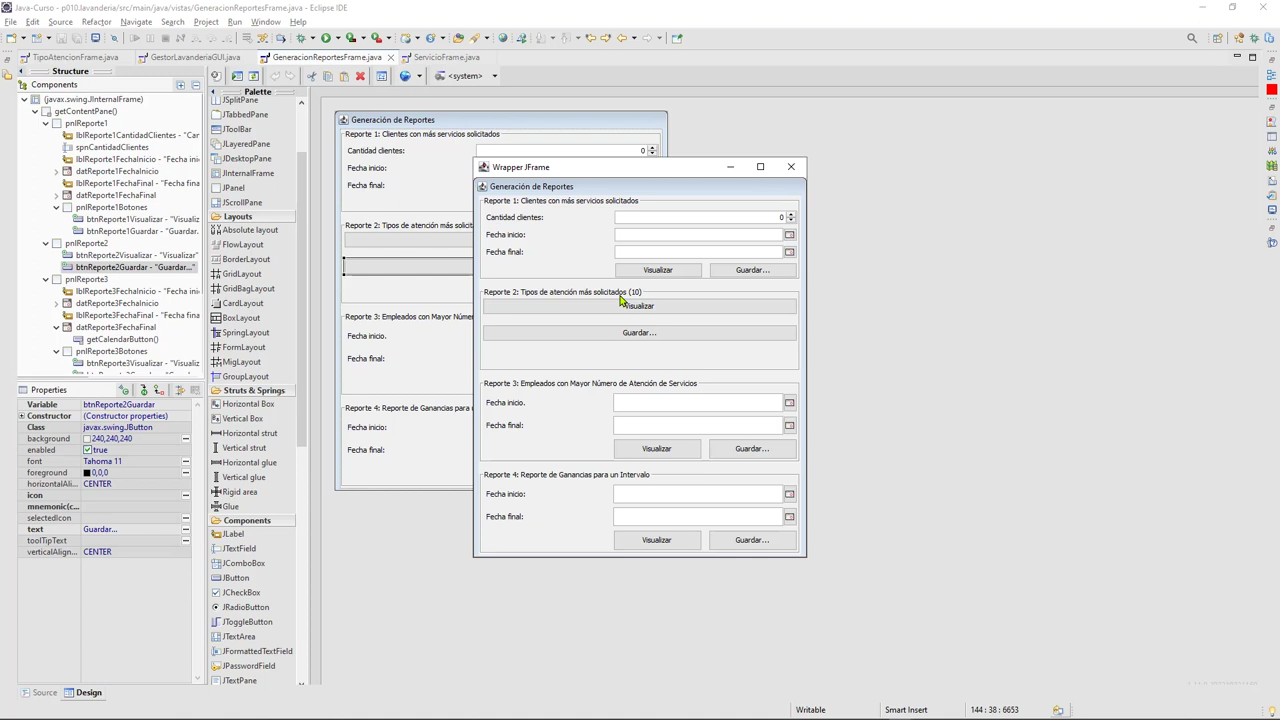 Java-Curso - p010.lavanderia/src/main/java/vistas/GeneracionReportesFrame.java - Eclipse IDE
File Edit Source Refactor Navigate Search Project Run Window Help
TipoAtencionFrame.java GestorLavanderiaGUI.java GeneracionReportesFrame.java ServicioFrame.java
Structure
Components
(javax.swing.JInternalFrame)
getContentPane()
pnlReporte1
lblReporte1CantidadClientes - "Car
spnCantidadClientes
lblReporte1FechaInicio - "Fecha ini
datReporte1FechaInicio
lblReporte1FechaFinal - "Fecha fin
datReporte1FechaFinal
pnlReporte1Botones
btnReporte1Visualizar - "Visualiz
btnReporte1Guardar - "Guardar.
pnlReporte2
btnReporte2Visualizar - "Visualizar"
btnReporte2Guardar - "Guardar..."
pnlReporte3
lblReporte3FechaInicio - "Fecha ini
datReporte3FechaInicio
lblReporte3FechaFinal - "Fecha fin
datReporte3FechaFinal
getCalendarButton()
pnlReporte3Botones
btnReporte3Visualizar - "Visualiz
Properties
Variable btnReporte2Guardar
Constructor (Constructor properties)
Class javax.swing.JButton
background 240,240,240
enabled true
font Tahoma 11
foreground 0,0,0
horizontalAli... CENTER
icon
mnemonic(c...
selectedIcon
text Guardar...
toolTipText
verticalAlign... CENTER
Source Design
Palette
JSplitPane
JTabbedPane
JToolBar
JLayeredPane
JDesktopPane
JInternalFrame
JPanel
JScrollPane
Layouts
Absolute layout
FlowLayout
BorderLayout
GridLayout
GridBagLayout
CardLayout
BoxLayout
SpringLayout
FormLayout
MigLayout
GroupLayout
Struts & Springs
Horizontal Box
Vertical Box
Horizontal strut
Vertical strut
Horizontal glue
Vertical glue
Rigid area
Glue
Components
JLabel
JTextField
JComboBox
JButton
JCheckBox
JRadioButton
JToggleButton
JTextArea
JFormattedTextField
JPasswordField
JTextPane
<system>
Generación de Reportes
Reporte 1: Clientes con más servicios solicitados
Cantidad clientes: 0
Fecha inicio:
Fecha final:
Reporte 2: Tipos de atención más solicita
Reporte 3: Empleados con Mayor Númer
Fecha inicio.
Fecha final:
Reporte 4: Reporte de Ganancias para u
Fecha inicio:
Fecha final:
Wrapper JFrame
Generación de Reportes
Reporte 1: Clientes con más servicios solicitados
Cantidad clientes: 0
Fecha inicio:
Fecha final:
Visualizar Guardar...
Reporte 2: Tipos de atención más solicitados (10)
Visualizar
Guardar...
Reporte 3: Empleados con Mayor Número de Atención de Servicios
Fecha inicio.
Fecha final:
Visualizar Guardar...
Reporte 4: Reporte de Ganancias para un Intervalo
Fecha inicio:
Fecha final:
Visualizar Guardar...
Writable Smart Insert 144 : 38 : 6653